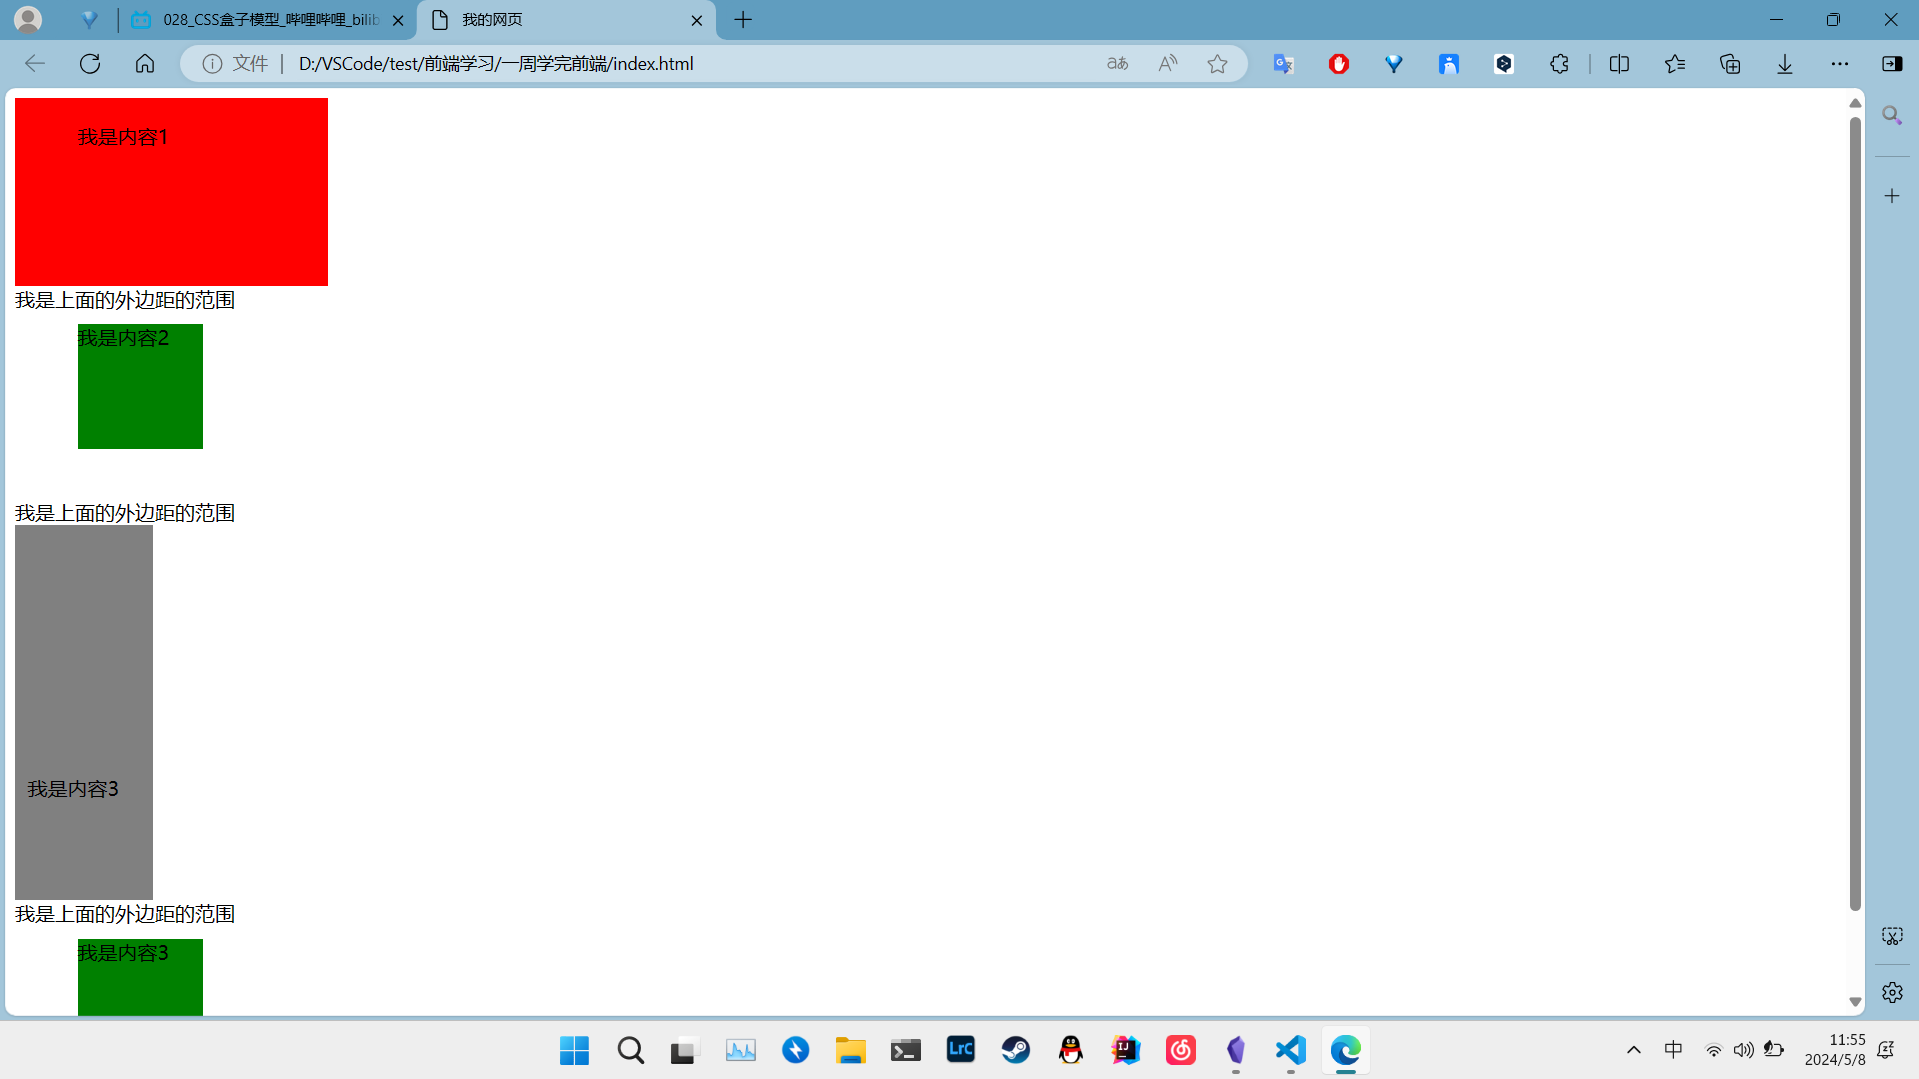 028_CSS盒子模型_哔哩哔哩_bilib
我的网页
文件
D:/VSCode/test/前端学习/一周学完前端/index.html
aあ
我是内容1
我是上面的外边距的范围
我是内容2
我是上面的外边距的范围
我是内容3
我是上面的外边距的范围
我是内容3
LrC
IJ
中
11:55
2024/5/8